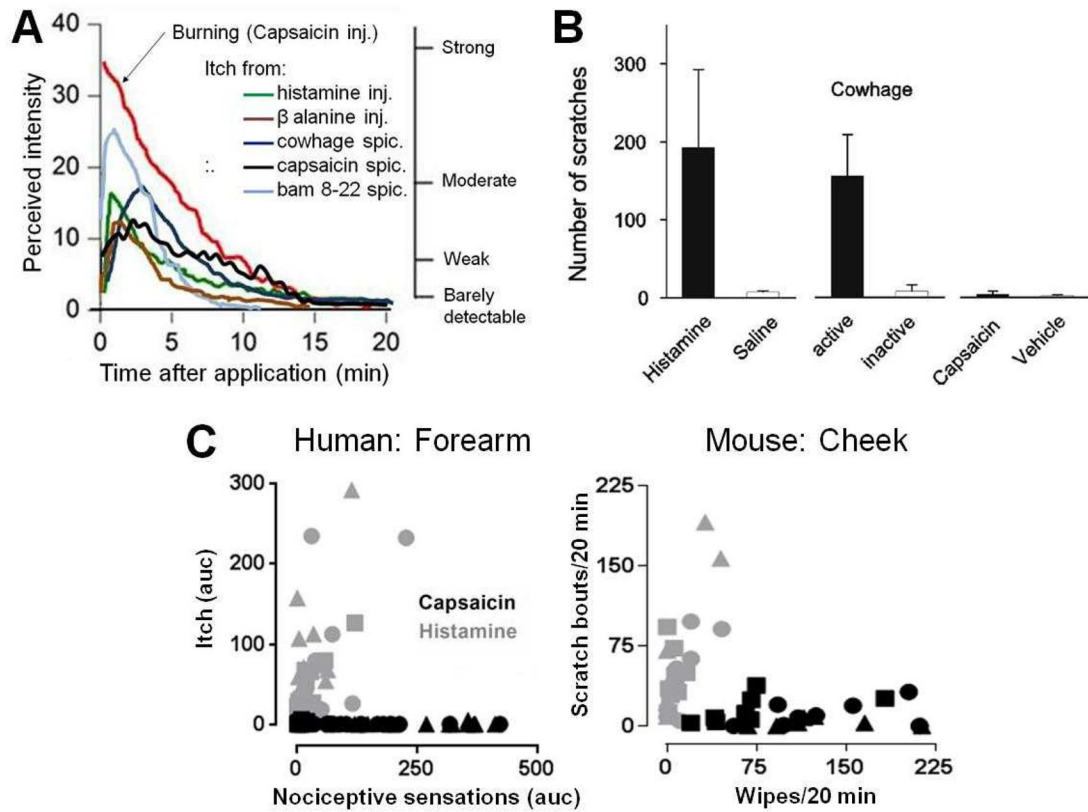 A
Perceived intensity
40
30
20
10
0
Burning (Capsaicin inj.)
Itch from:
histamine inj.
β alanine inj.
cowhage spic.
:. capsaicin spic.
bam 8-22 spic.
Strong
Moderate
Weak
Barely
detectable
0 5 10 15 20
Time after application (min)
B
Number of scratches
300
200
100
0
Cowhage
Histamine
Saline
active
inactive
Capsaicin
Vehicle
C
Human: Forearm
Itch (auc)
300
200
100
0
Capsaicin
Histamine
0 250 500
Nociceptive sensations (auc)
Mouse: Cheek
Scratch bouts/20 min
225
150
75
0
0 75 150 225
Wipes/20 min